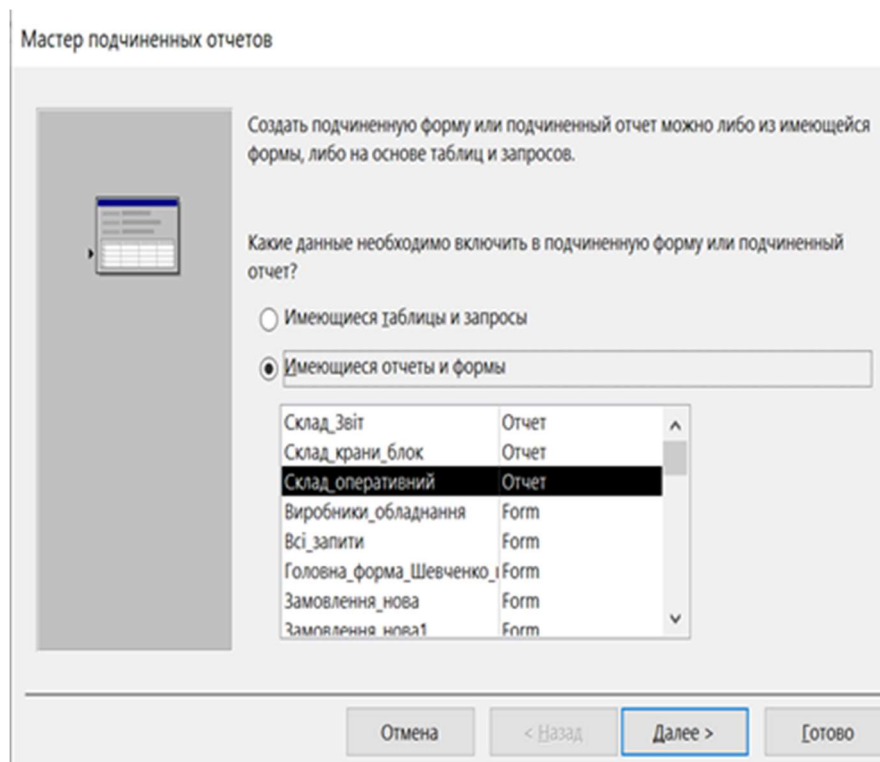 Мастер подчиненных отчетов
Создать подчиненную форму или подчиненный отчет можно либо из имеющейся
формы, либо на основе таблиц и запросов.
Какие данные необходимо включить в подчиненную форму или подчиненный
отчет?
Имеющиеся таблицы и запросы
Имеющиеся отчеты и формы
Склад_Звіт Отчет
Склад_крани_блок Отчет
Склад_оперативний Отчет
Виробники_обладнання Form
Всі_запити Form
Головна_форма_Шевченко_ Form
Замовлення_нова Form
Замовлення_нова1 Form
Отмена < Назад Далее > Готово